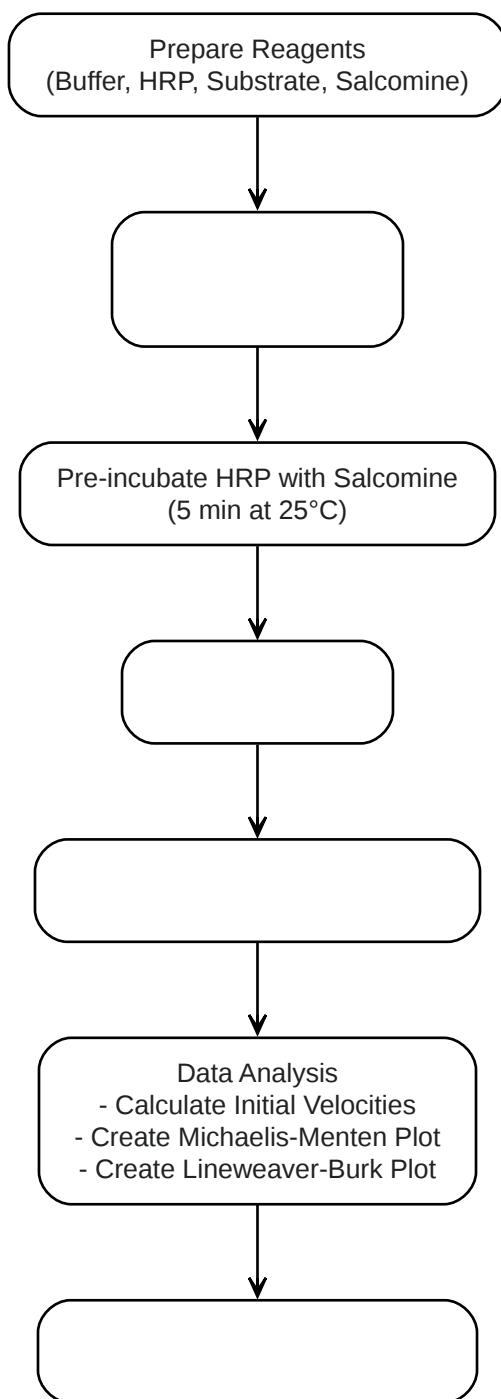 Prepare Reagents
(Buffer, HRP, Substrate, Salcomine)
Pre-incubate HRP with Salcomine
(5 min at 25°C)
Data Analysis
- Calculate Initial Velocities
- Create Michaelis-Menten Plot
- Create Lineweaver-Burk Plot